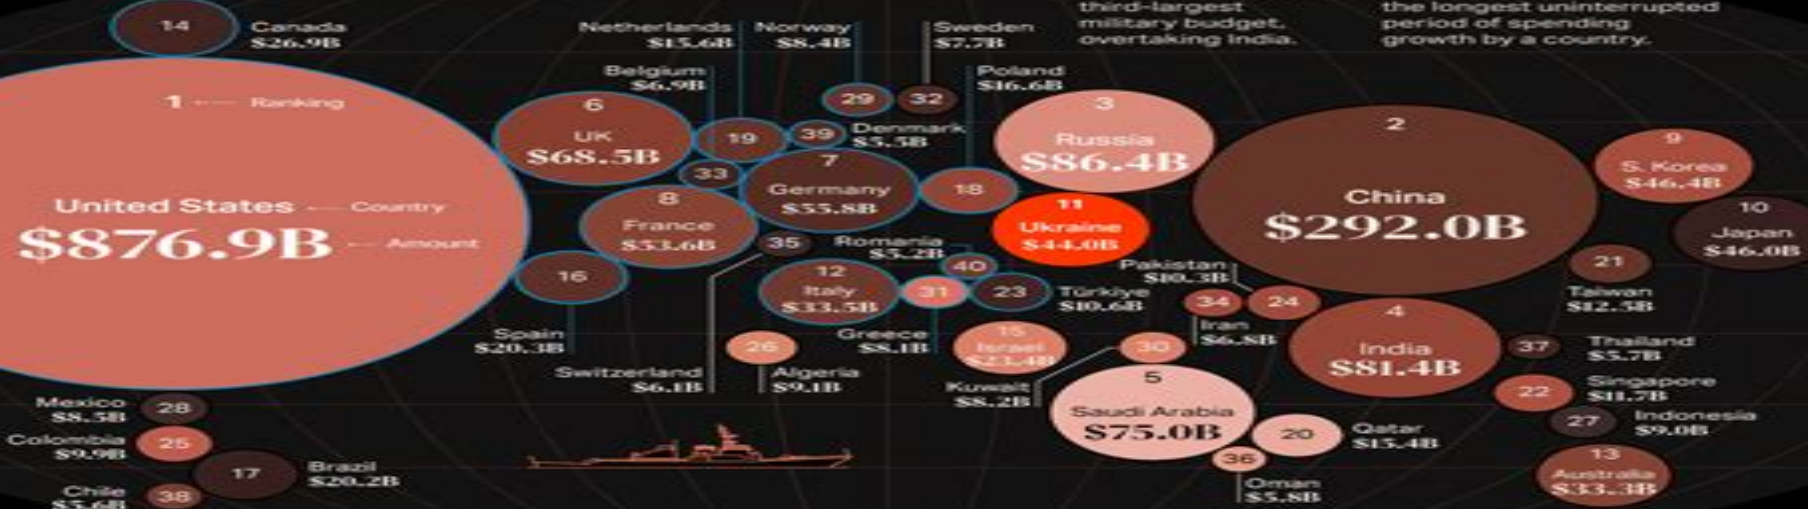 third-largest
military budget,
overtaking India.
the longest uninterrupted
period of spending
growth by a country.
14
Canada
$26.9B
Netherlands
$15.6B
Norway
$8.4B
Sweden
$7.7B
Belgium
$6.9B
Poland
$16.6B
1 Ranking
United States Country
$876.9B Amount
6
UK
$68.5B
19
39
Denmark
$5.5B
29
32
33
7
Germany
$55.8B
18
3
Russia
$86.4B
2
China
$292.0B
9
S. Korea
$46.4B
10
Japan
$46.0B
8
France
$53.6B
11
Ukraine
$44.0B
35
Romania
$5.2B
40
16
Spain
$20.3B
12
Italy
$33.5B
31
23
Türkiye
$10.6B
Pakistan
$10.3B
34
24
21
Taiwan
$12.5B
Iran
$6.8B
4
India
$81.4B
37
Thailand
$5.7B
Greece
$8.1B
15
Israel
$23.4B
30
26
Algeria
$9.1B
Switzerland
$6.1B
Kuwait
$8.2B
5
Saudi Arabia
$75.0B
22
Singapore
$11.7B
27
Indonesia
$9.0B
20
Qatar
$15.4B
36
Oman
$5.8B
13
Australia
$33.3B
Mexico
$8.5B
28
Colombia
$9.9B
25
17
Brazil
$20.2B
Chile
$5.6B
38